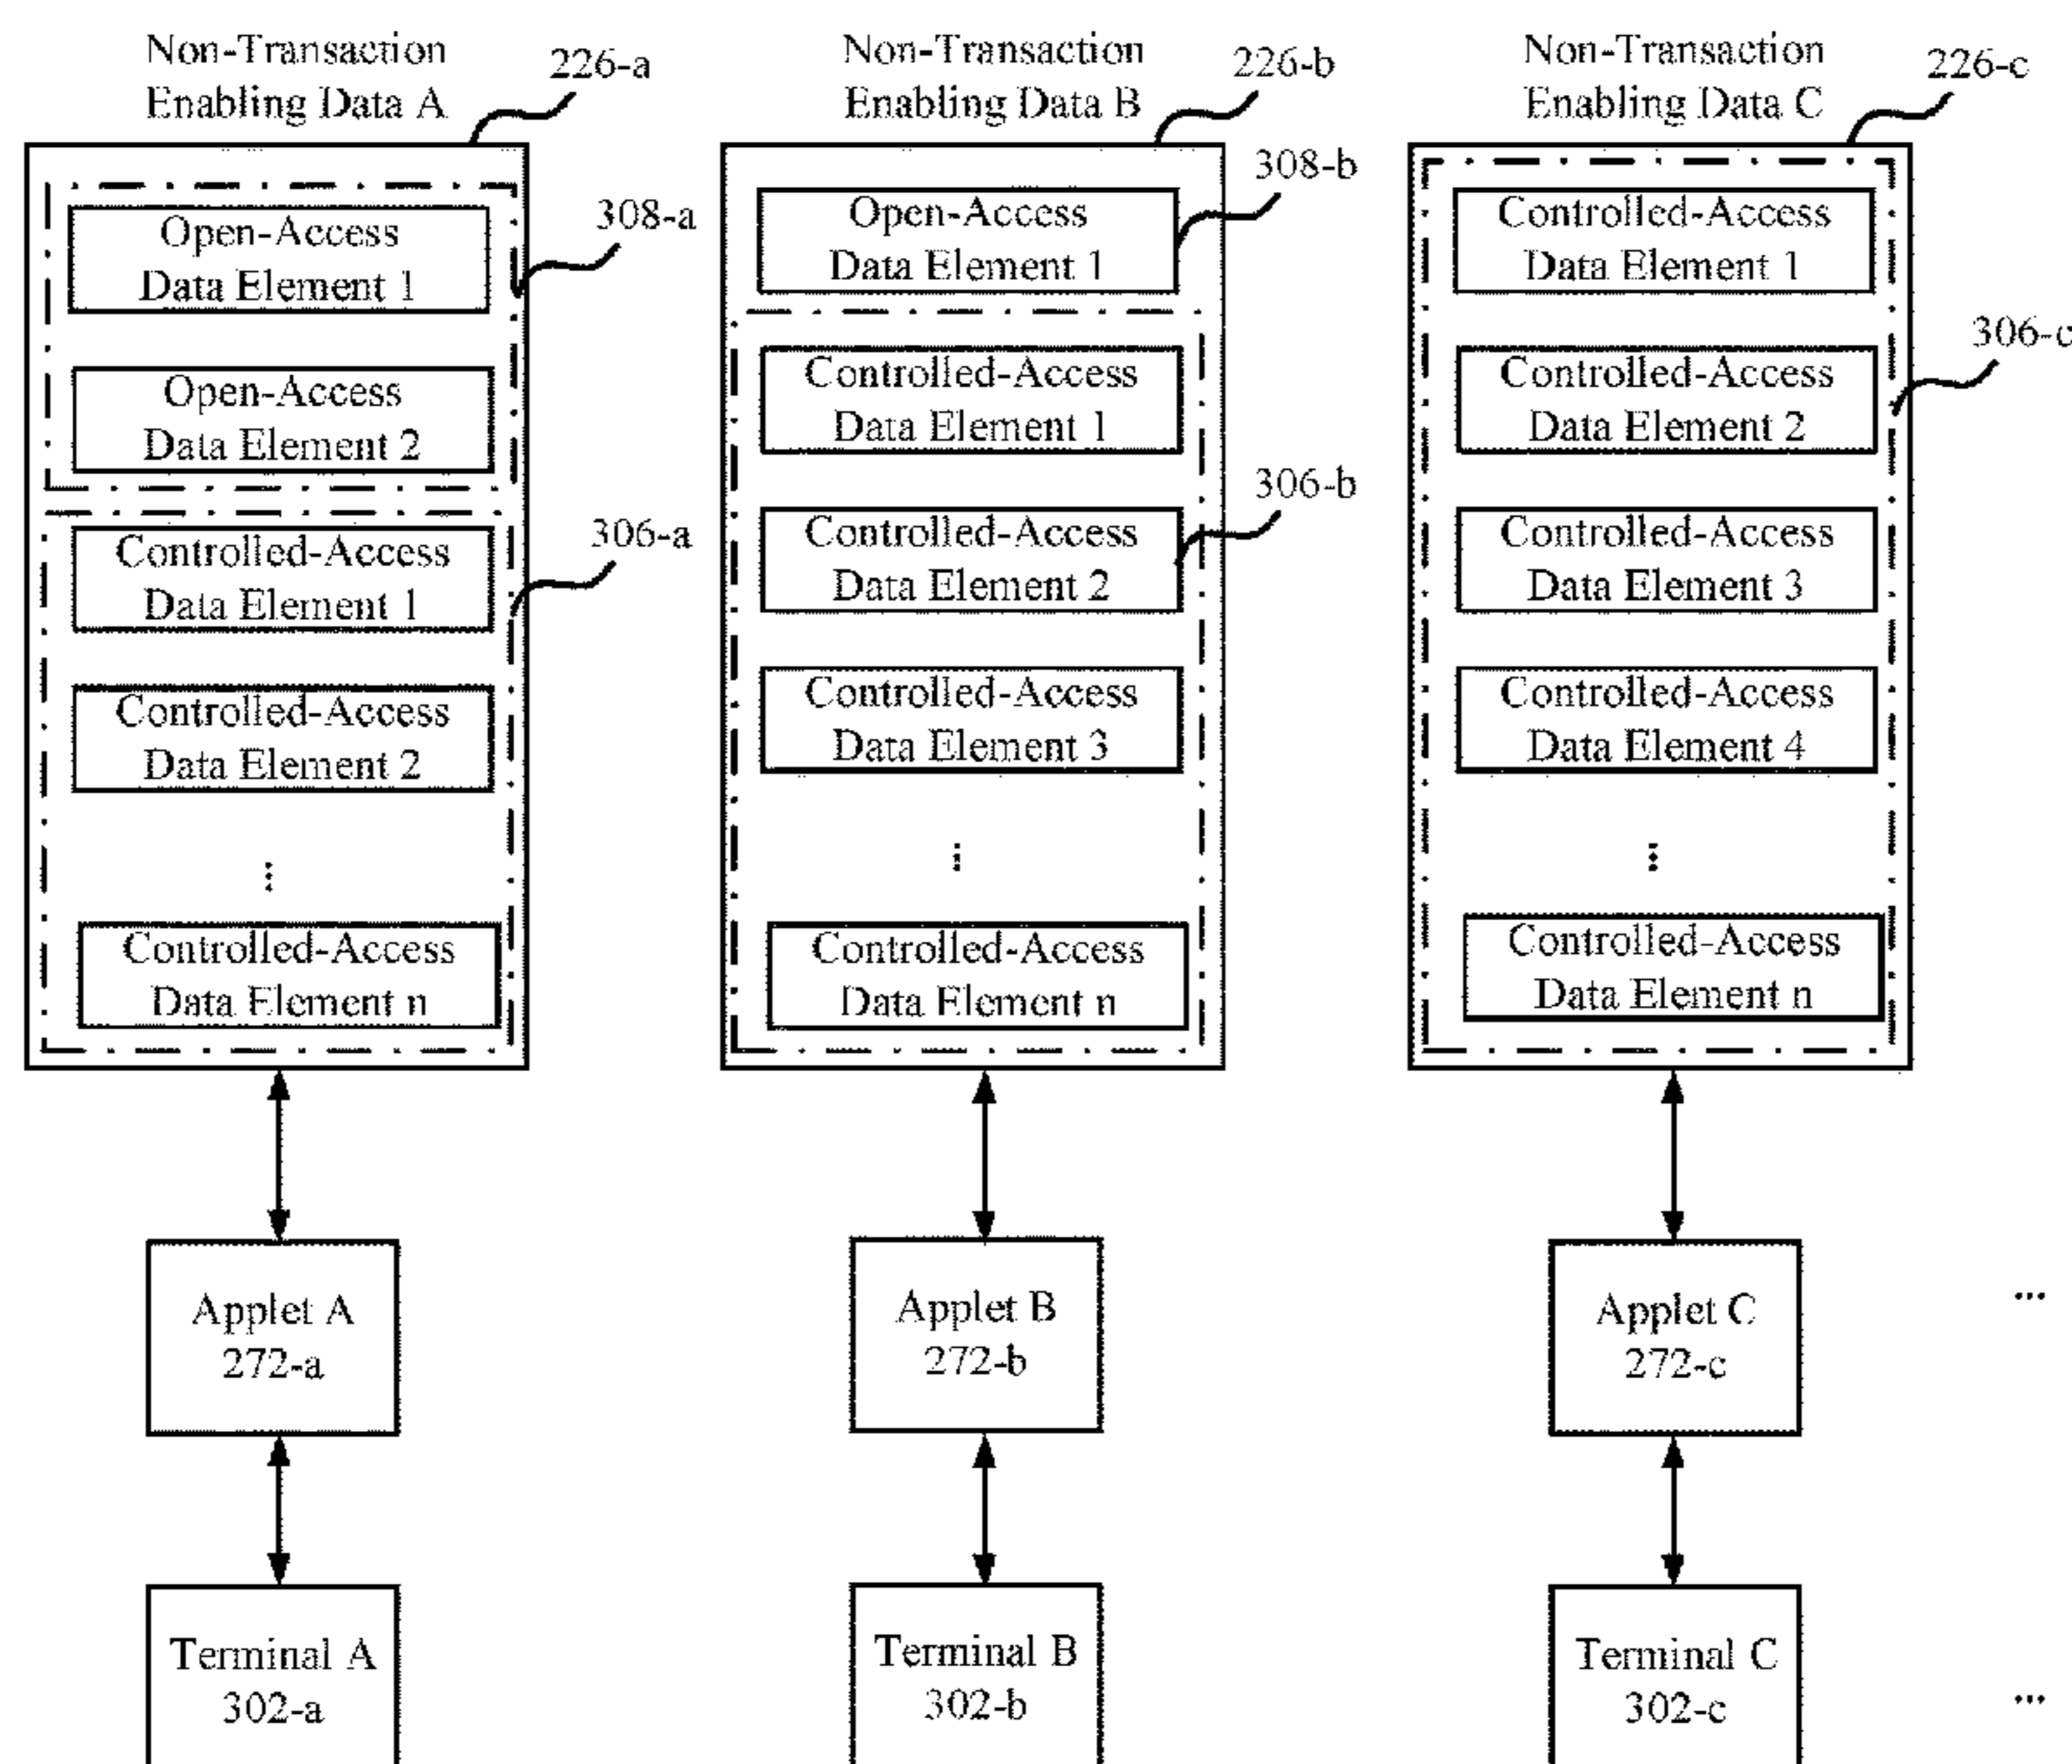 Non-Transaction
Enabling Data A
226-a
308-a
Open-Access
Data Element 1
Open-Access
Data Element 2
306-a
Controlled-Access
Data Element 1
Controlled-Access
Data Element 2
...
Controlled-Access
Data Element n
Applet A
272-a
Terminal A
302-a
Non-Transaction
Enabling Data B
226-b
308-b
Open-Access
Data Element 1
Controlled-Access
Data Element 1
306-b
Controlled-Access
Data Element 2
Controlled-Access
Data Element 3
...
Controlled-Access
Data Element n
Applet B
272-b
Terminal B
302-b
Non-Transaction
Enabling Data C
226-c
Controlled-Access
Data Element 1
306-c
Controlled-Access
Data Element 2
Controlled-Access
Data Element 3
Controlled-Access
Data Element 4
...
Controlled-Access
Data Element n
Applet C
272-c
...
Terminal C
302-c
...